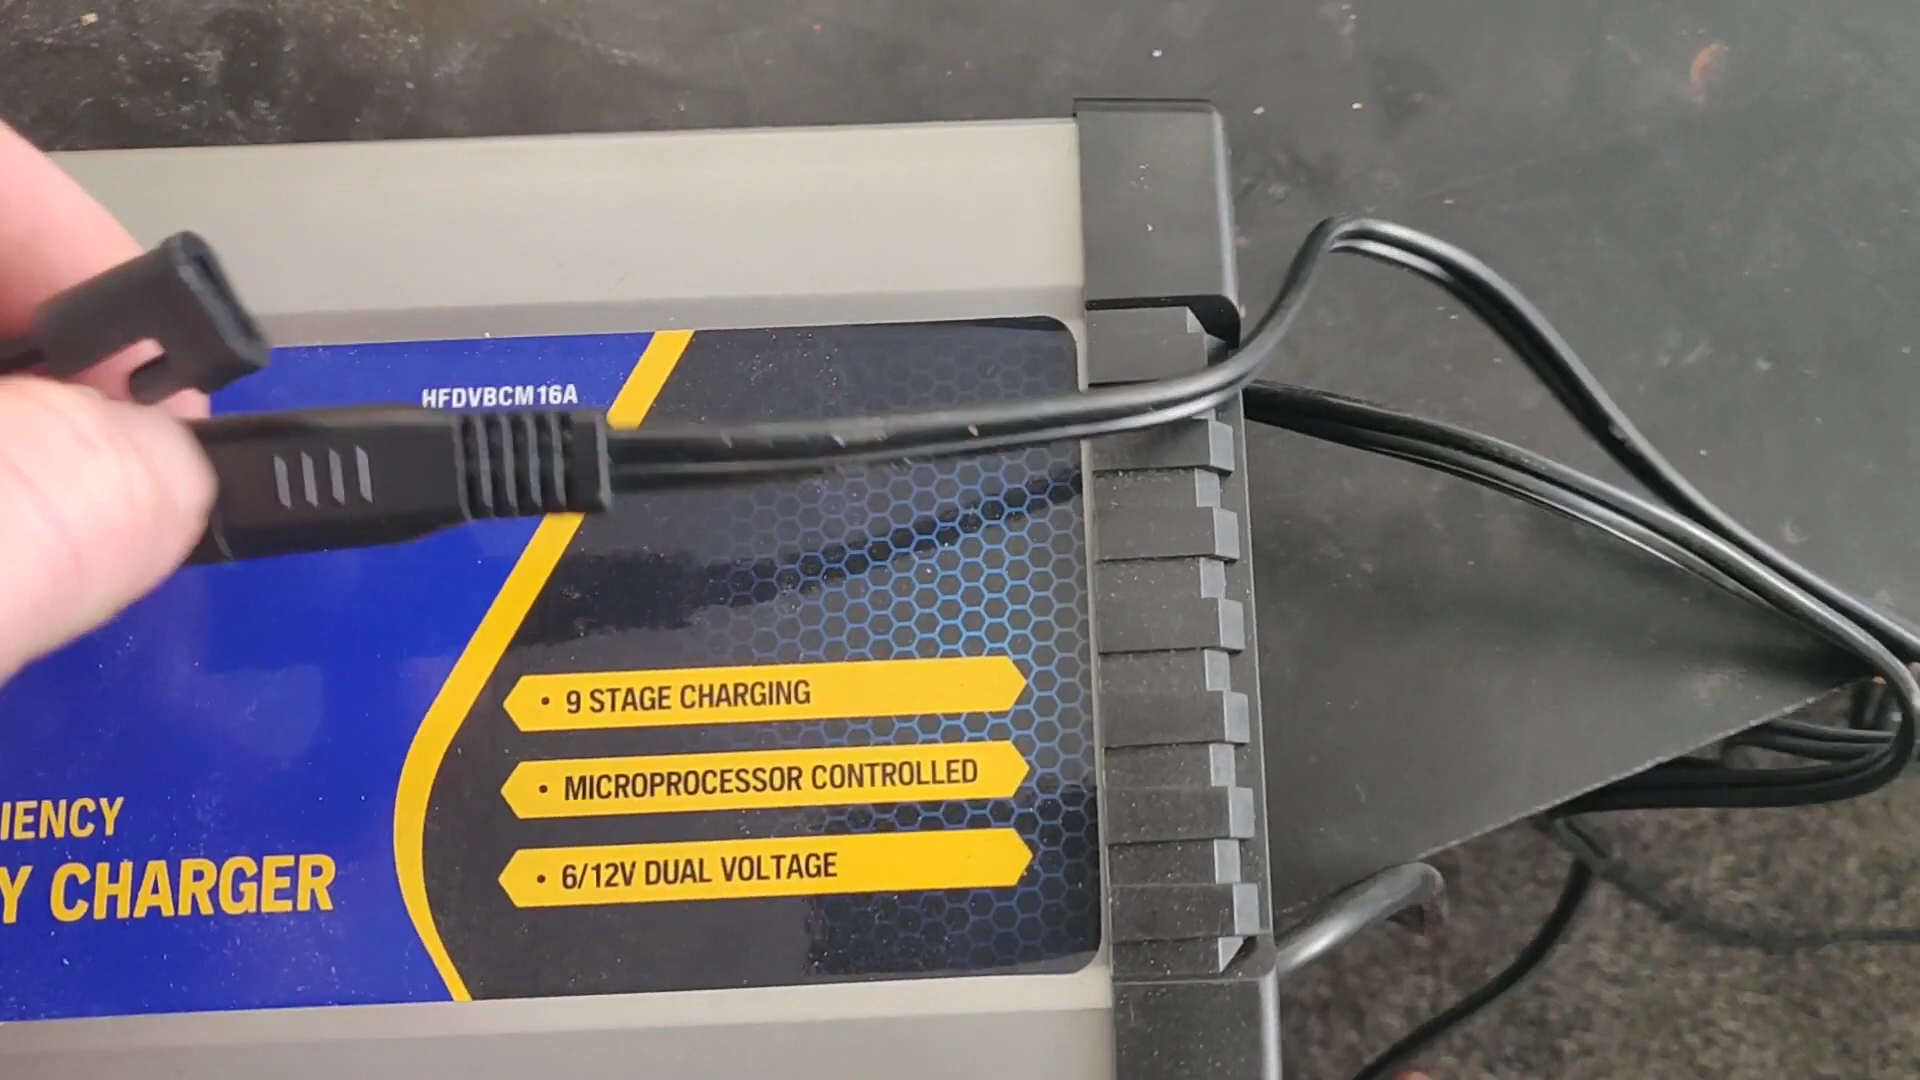 HFDVBCM16A
• 9 STAGE CHARGING
• MICROPROCESSOR CONTROLLED
• 6/12V DUAL VOLTAGE
IENCY
Y CHARGER